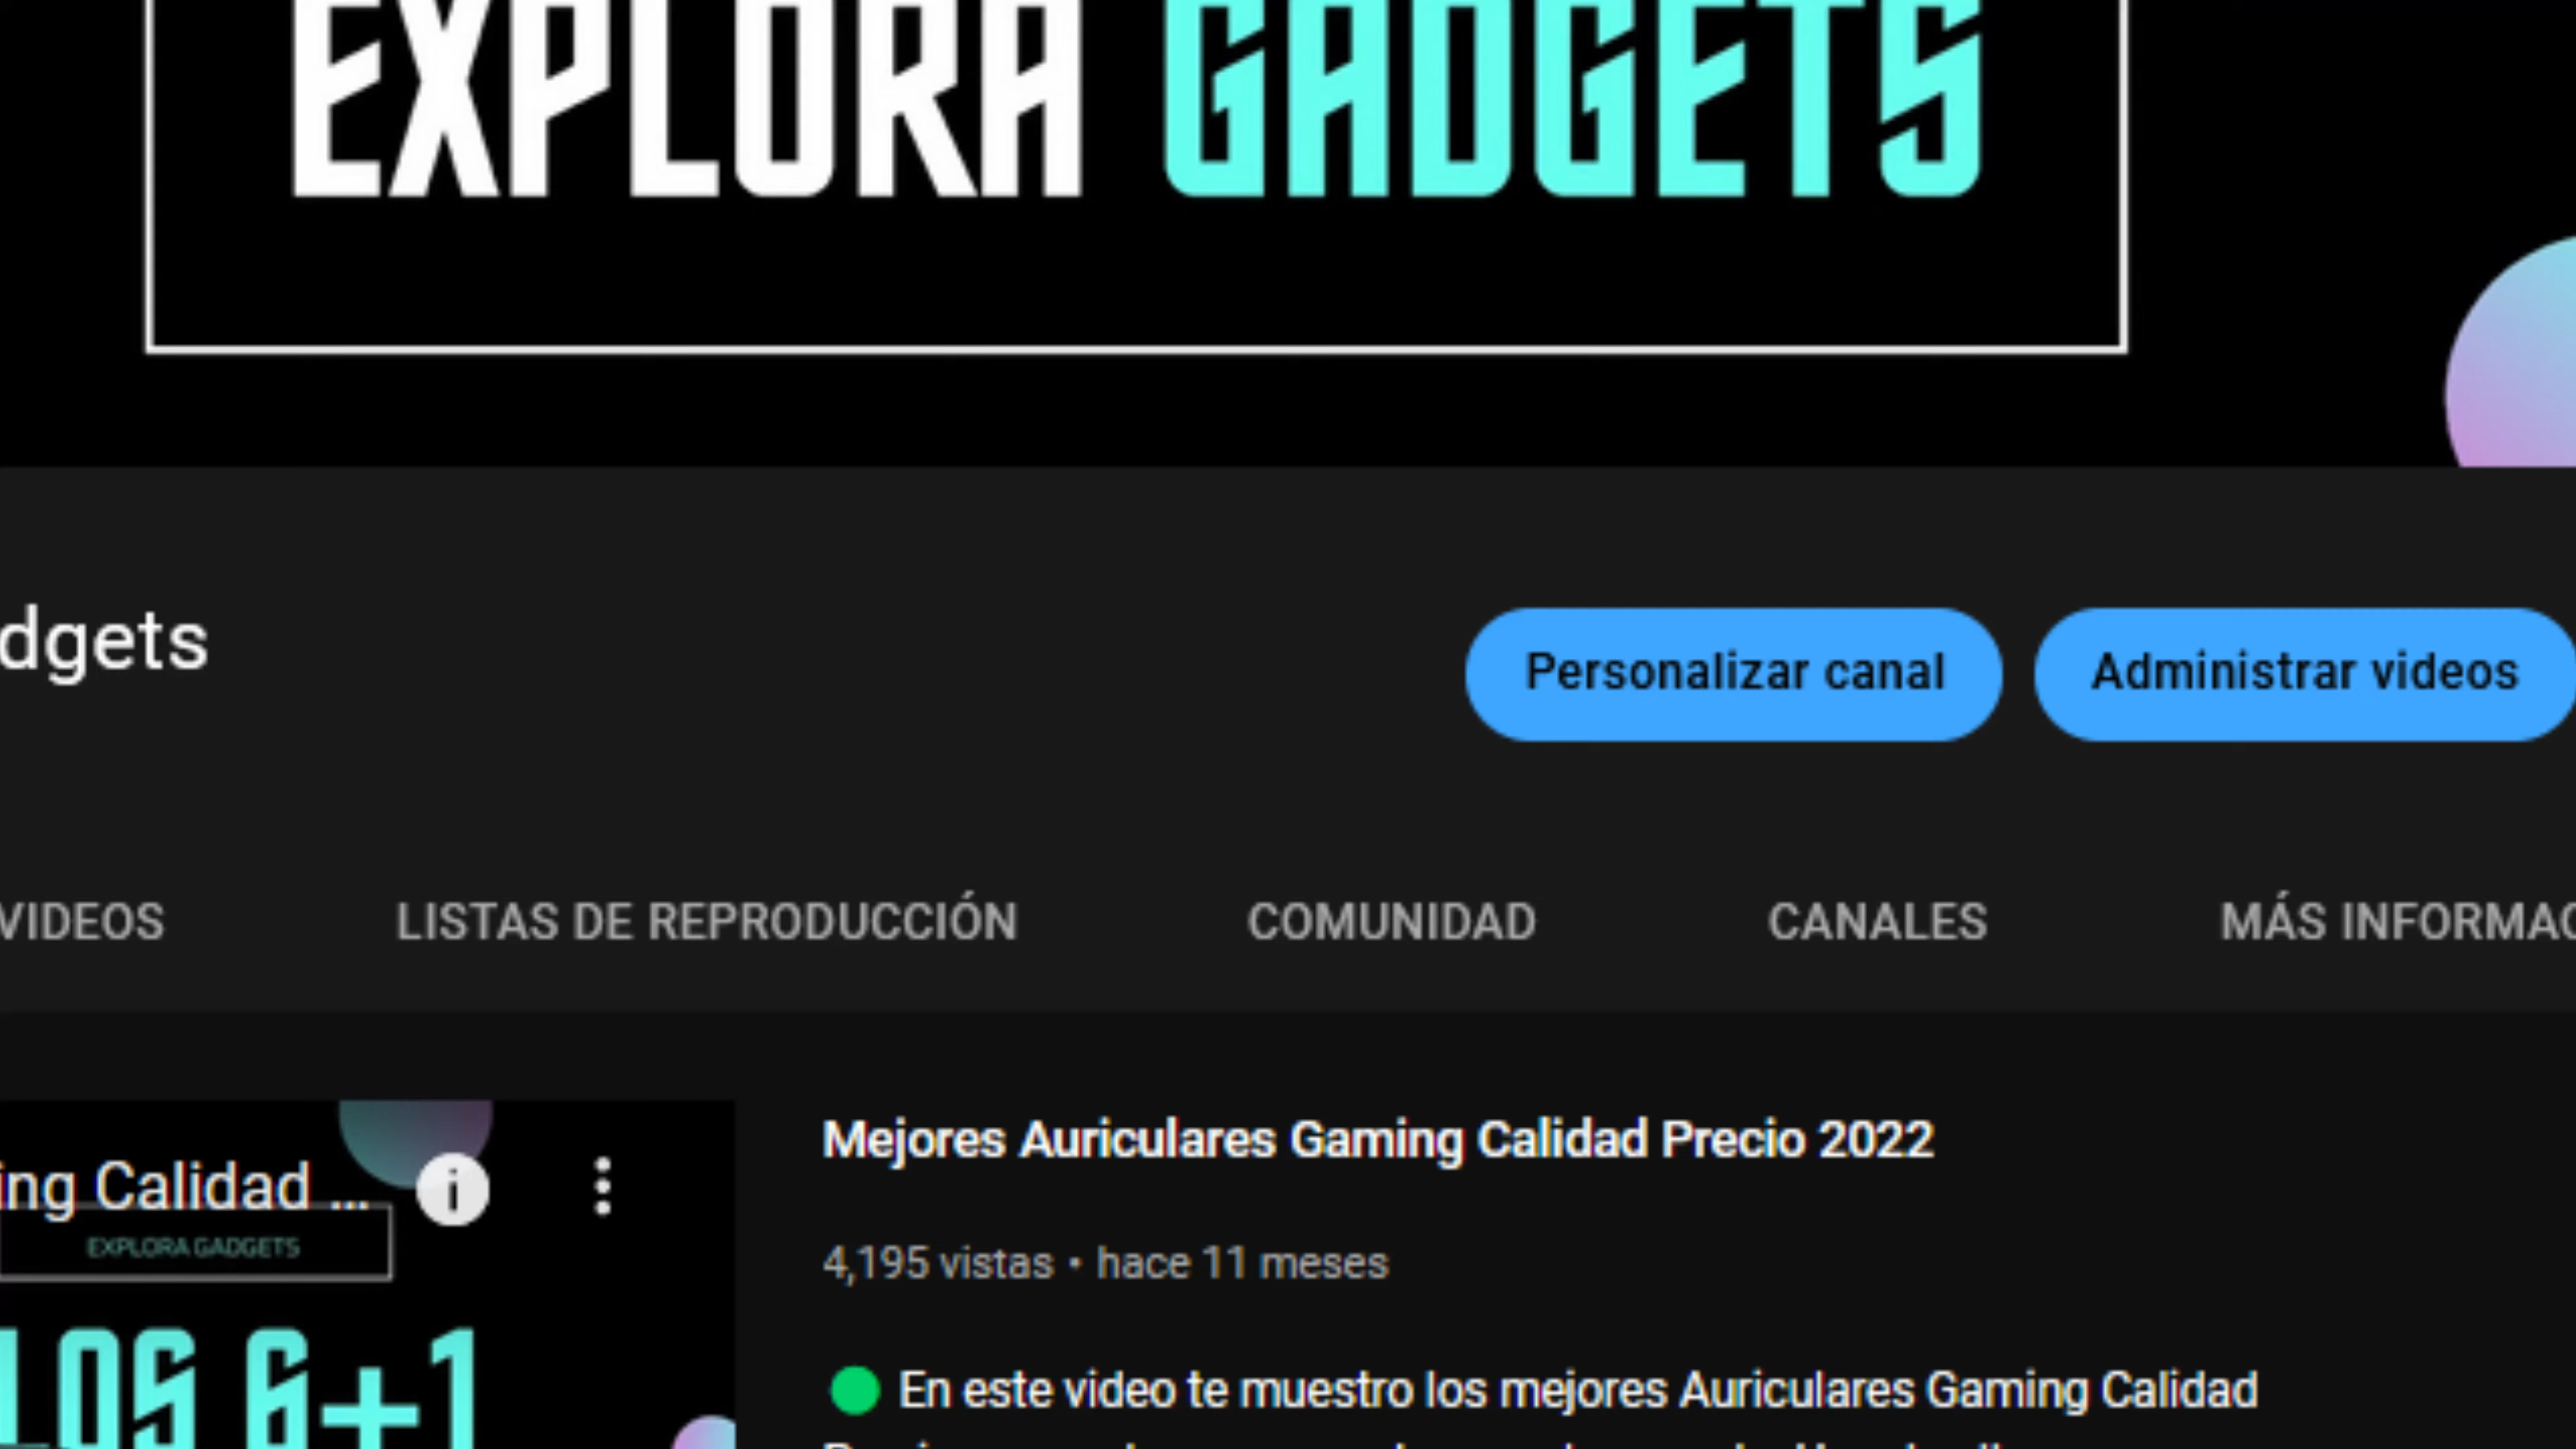 EXPLORA GADGETS
dgets
Personalizar canal
Administrar videos
VIDEOS
LISTAS DE REPRODUCCIÓN
COMUNIDAD
CANALES
MÁS INFORMAC
ing Calidad ...
EXPLORA GADGETS
LOS 6+1
Mejores Auriculares Gaming Calidad Precio 2022
4,195 vistas • hace 11 meses
En este video te muestro los mejores Auriculares Gaming Calidad